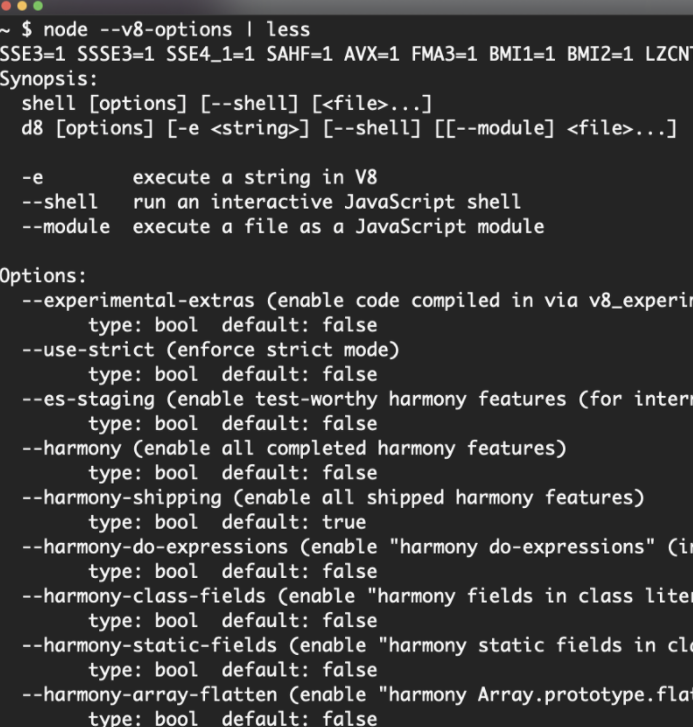 ~ $ node --v8-options | less
SSE3=1 SSSE3=1 SSE4_1=1 SAHF=1 AVX=1 FMA3=1 BMI1=1 BMI2=1 LZCNT
Synopsis:
  shell [options] [--shell] [<file>...]
  d8 [options] [-e <string>] [--shell] [[--module] <file>...]

  -e        execute a string in V8
  --shell   run an interactive JavaScript shell
  --module  execute a file as a JavaScript module

Options:
  --experimental-extras (enable code compiled in via v8_experim
        type: bool  default: false
  --use-strict (enforce strict mode)
        type: bool  default: false
  --es-staging (enable test-worthy harmony features (for intern
        type: bool  default: false
  --harmony (enable all completed harmony features)
        type: bool  default: false
  --harmony-shipping (enable all shipped harmony features)
        type: bool  default: true
  --harmony-do-expressions (enable "harmony do-expressions" (in
        type: bool  default: false
  --harmony-class-fields (enable "harmony fields in class liter
        type: bool  default: false
  --harmony-static-fields (enable "harmony static fields in cla
        type: bool  default: false
  --harmony-array-flatten (enable "harmony Array.prototype.flat
        type: bool  default: false